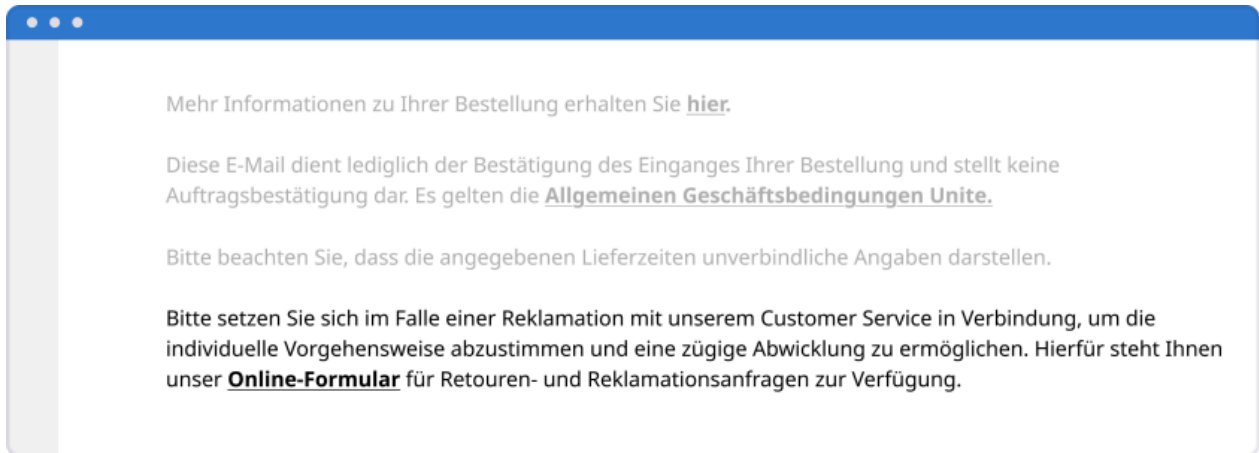 Mehr Informationen zu Ihrer Bestellung erhalten Sie hier.
Diese E-Mail dient lediglich der Bestätigung des Einganges Ihrer Bestellung und stellt keine
Auftragsbestätigung dar. Es gelten die Allgemeinen Geschäftsbedingungen Unite.
Bitte beachten Sie, dass die angegebenen Lieferzeiten unverbindliche Angaben darstellen.
Bitte setzen Sie sich im Falle einer Reklamation mit unserem Customer Service in Verbindung, um die
individuelle Vorgehensweise abzustimmen und eine zügige Abwicklung zu ermöglichen. Hierfür steht Ihnen
unser Online-Formular für Retouren- und Reklamationsanfragen zur Verfügung.